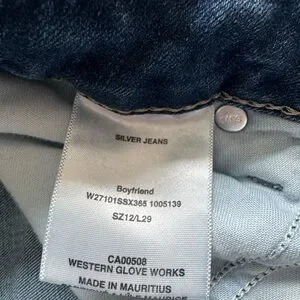 SILVER JEANS
Boyfriend
W27101SSX365 1005139
SZ12/L29
CA00508
WESTERN GLOVE WORKS
MADE IN MAURITIUS